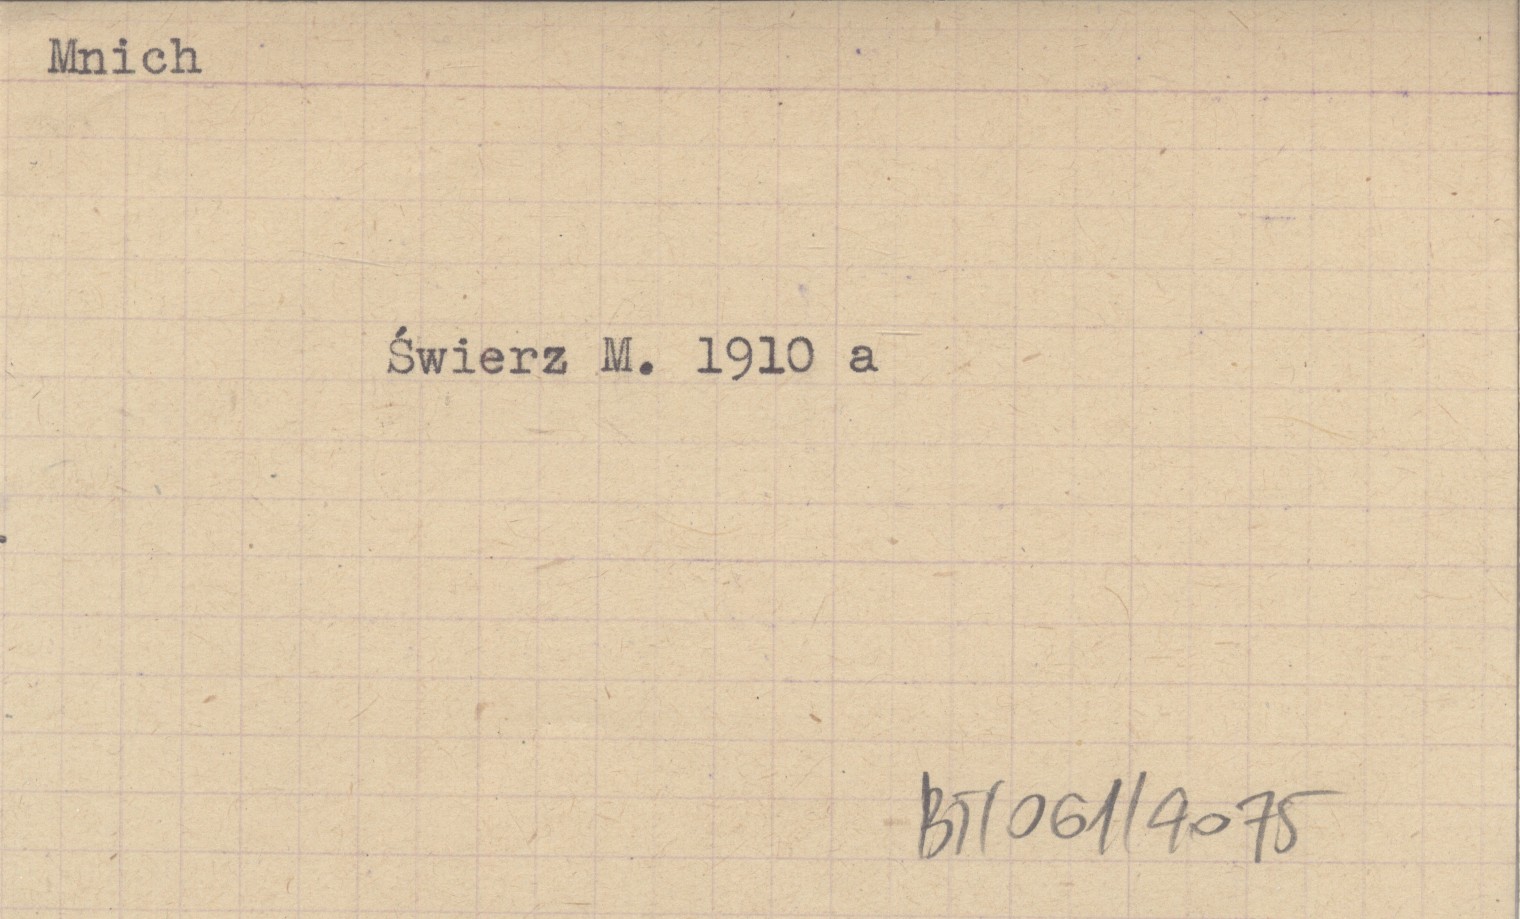 Mnich
Świerz M. 1910 a
BT/061/4075